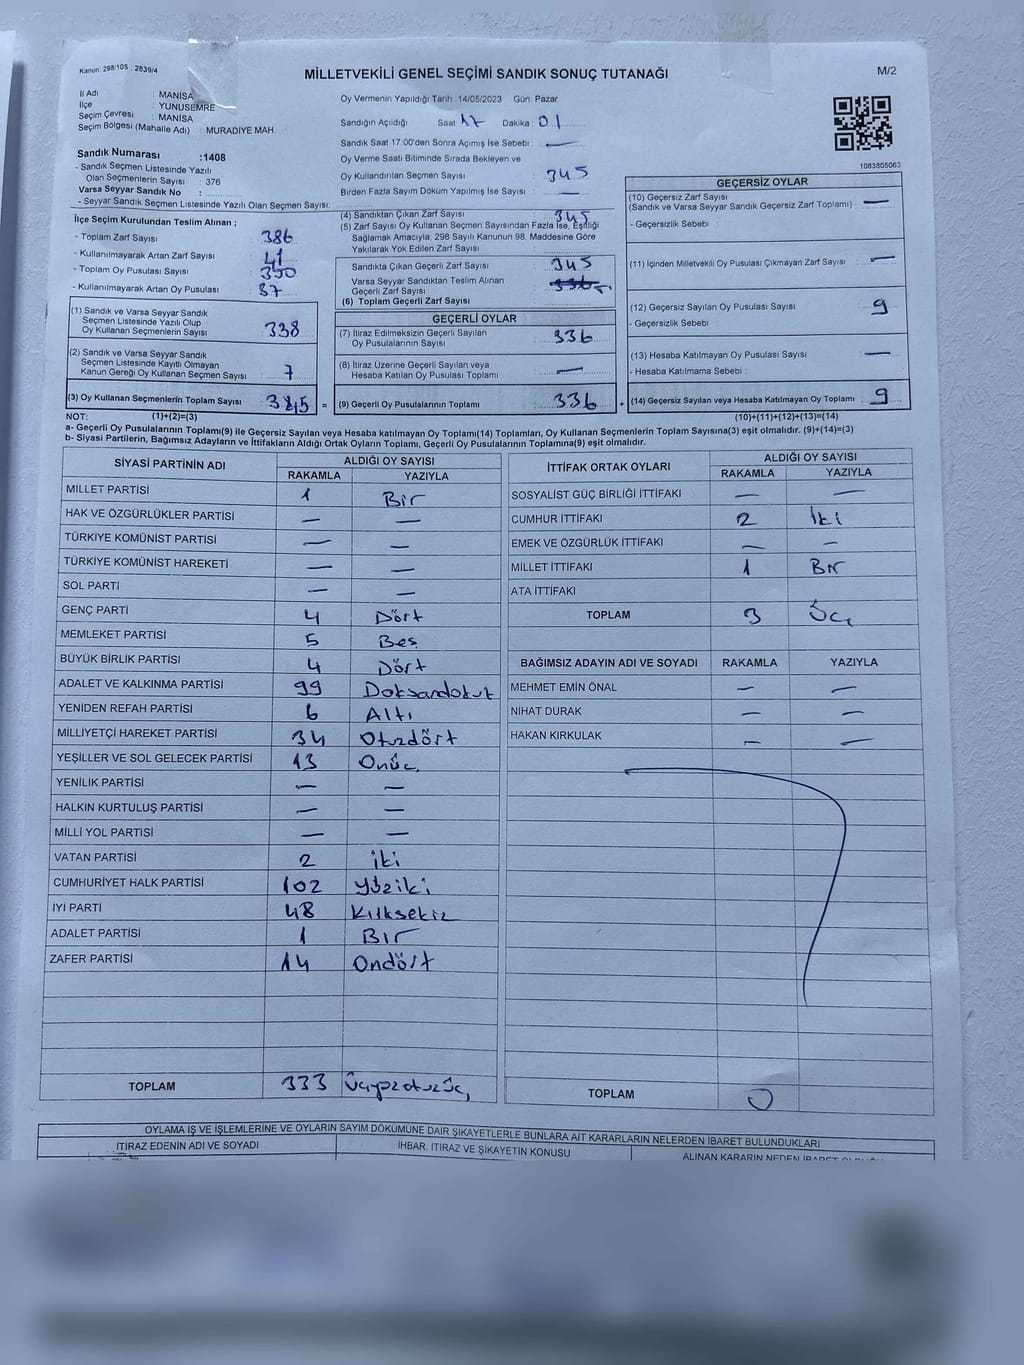 Kanun: 298/105 2839/4
MİLLETVEKİLİ GENEL SEÇİMİ SANDIK SONUÇ TUTANAĞI
M/2
İl Adı : MANİSA
İlçe : YUNUSEMRE
Seçim Çevresi : MANİSA
Seçim Bölgesi (Mahalle Adı) : MURADİYE MAH
Sandık Numarası :1408
- Sandık Seçmen Listesinde Yazılı
Olan Seçmenlerin Sayısı : 376
Varsa Seyyar Sandık No :
- Seyyar Sandık Seçmen Listesinde Yazılı Olan Seçmen Sayısı:
Oy Vermenin Yapıldığı Tarih :14/05/2023 Gün: Pazar
Sandığın Açıldığı Saat 17 Dakika: 01
Sandık Saat 17:00'den Sonra Açımış İse Sebebi : —
Oy Verme Saati Bitiminde Sırada Bekleyen ve
Oy Kullandırılan Seçmen Sayısı : 345
Birden Fazla Sayım Döküm Yapılmış İse Sayısı : —
1083805063
İlçe Seçim Kurulundan Teslim Alınan ;
- Toplam Zarf Sayısı : 386
- Kullanılmayarak Artan Zarf Sayısı : 41
- Toplam Oy Pusulası Sayısı :
- Kullanılmayarak Artan Oy Pusulası : 37
(1) Sandık ve Varsa Seyyar Sandık
Seçmen Listesinde Yazılı Olup
Oy Kullanan Seçmenlerin Sayısı : 338
(2) Sandık ve Varsa Seyyar Sandık
Seçmen Listesinde Kayıtlı Olmayan
Kanun Gereği Oy Kullanan Seçmen Sayısı : 7
(3) Oy Kullanan Seçmenlerin Toplam Sayısı : 345 =
(4) Sandıktan Çıkan Zarf Sayısı : 345
(5) Zarf Sayısı Oy Kullanan Seçmen Sayısından Fazla İse, Eşitliği
Sağlamak Amacıyla, 298 Sayılı Kanunun 98. Maddesine Göre
Yakılarak Yok Edilen Zarf Sayısı :
Sandıkta Çıkan Geçerli Zarf Sayısı : 345
Varsa Seyyar Sandıktan Teslim Alınan
Geçerli Zarf Sayısı :
(6) Toplam Geçerli Zarf Sayısı :
GEÇERLİ OYLAR
(7) İtiraz Edilmeksizin Geçerli Sayılan
Oy Pusulalarının Sayısı : 336
(8) İtiraz Üzerine Geçerli Sayılan veya
Hesaba Katılan Oy Pusulası Toplamı : —
(9) Geçerli Oy Pusulalarının Toplamı : 336 +
GEÇERSİZ OYLAR
(10) Geçersiz Zarf Sayısı
(Sandık ve Varsa Seyyar Sandık Geçersiz Zarf Toplamı) : —
- Geçersizlik Sebebi :
(11) İçinden Milletvekili Oy Pusulası Çıkmayan Zarf Sayısı : —
(12) Geçersiz Sayılan Oy Pusulası Sayısı : 9
- Geçersizlik Sebebi :
(13) Hesaba Katılmayan Oy Pusulası Sayısı : —
- Hesaba Katılmama Sebebi :
(14) Geçersiz Sayılan veya Hesaba Katılmayan Oy Toplamı : 9
NOT: (1)+(2)=(3) (10)+(11)+(12)+(13)=(14)
a- Geçerli Oy Pusulalarının Toplamı(9) ile Geçersiz Sayılan veya Hesaba katılmayan Oy Toplamı(14) Toplamları, Oy Kullanan Seçmenlerin Toplam Sayısına(3) eşit olmalıdır. (9)+(14)=(3)
b- Siyasi Partilerin, Bağımsız Adayların ve İttifakların Aldığı Ortak Oyların Toplamı, Geçerli Oy Pusulalarının Toplamına(9) eşit olmalıdır.
SİYASİ PARTİNİN ADI ALDIĞI OY SAYISI
RAKAMLA YAZIYLA
MİLLET PARTİSİ 1 Bir
HAK VE ÖZGÜRLÜKLER PARTİSİ — —
TÜRKİYE KOMÜNİST PARTİSİ — —
TÜRKİYE KOMÜNİST HAREKETİ — —
SOL PARTİ — —
GENÇ PARTİ 4 Dört
MEMLEKET PARTİSİ 5 Beş
BÜYÜK BİRLİK PARTİSİ 4 Dört
ADALET VE KALKINMA PARTİSİ 99 Doksandokuz
YENİDEN REFAH PARTİSİ 6 Altı
MİLLİYETÇİ HAREKET PARTİSİ 34 Otuzdört
YEŞİLLER VE SOL GELECEK PARTİSİ 13 Onüç
YENİLİK PARTİSİ — —
HALKIN KURTULUŞ PARTİSİ — —
MİLLİ YOL PARTİSİ — —
VATAN PARTİSİ 2 iki
CUMHURİYET HALK PARTİSİ 102 Yüziki
İYİ PARTİ 48 Kırksekiz
ADALET PARTİSİ 1 Bir
ZAFER PARTİSİ 14 Ondört
TOPLAM 333 Üçyüzotuzüç
İTTİFAK ORTAK OYLARI ALDIĞI OY SAYISI
RAKAMLA YAZIYLA
SOSYALİST GÜÇ BİRLİĞİ İTTİFAKI — —
CUMHUR İTTİFAKI 2 İki
EMEK VE ÖZGÜRLÜK İTTİFAKI — —
MİLLET İTTİFAKI 1 Bir
ATA İTTİFAKI
TOPLAM 3 Üç
BAĞIMSIZ ADAYIN ADI VE SOYADI RAKAMLA YAZIYLA
MEHMET EMİN ÖNAL — —
NİHAT DURAK — —
HAKAN KIRKULAK — —
TOPLAM 0
OYLAMA İŞ VE İŞLEMLERİNE VE OYLARIN SAYIM DÖKÜMÜNE DAİR ŞİKAYETLERLE BUNLARA AİT KARARLARIN NELERDEN İBARET BULUNDUKLARI
İTİRAZ EDENİN ADI VE SOYADI İHBAR, İTİRAZ VE ŞİKAYETİN KONUSU ALINAN KARARIN NEDEN İBARET OLDUĞU